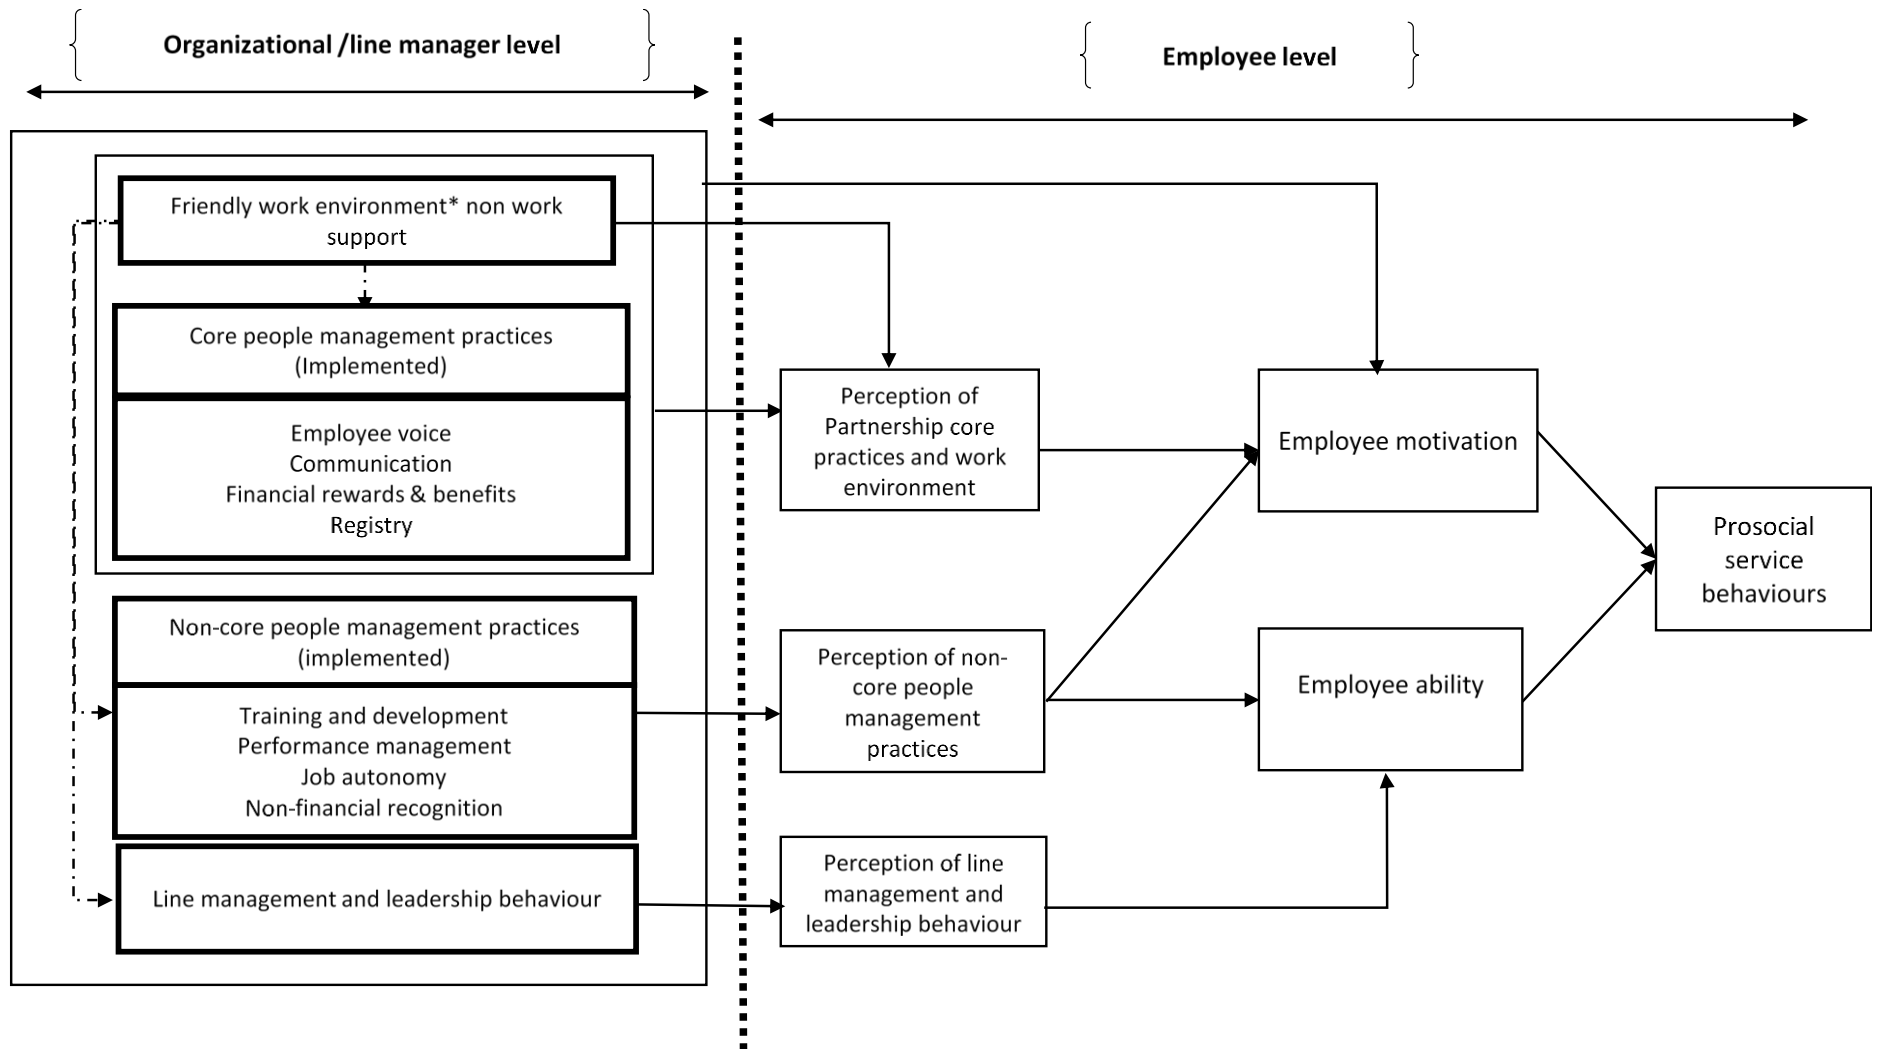 Organizational /line manager level
Employee level
Friendly work environment* non work
support
Core people management practices
(Implemented)
Employee voice
Communication
Financial rewards & benefits
Registry
Non-core people management practices
(implemented)
Training and development
Performance management
Job autonomy
Non-financial recognition
Line management and leadership behaviour
Perception of
Partnership core
practices and work
environment
Perception of non-
core people
management
practices
Perception of line
management and
leadership behaviour
Employee motivation
Employee ability
Prosocial
service
behaviours